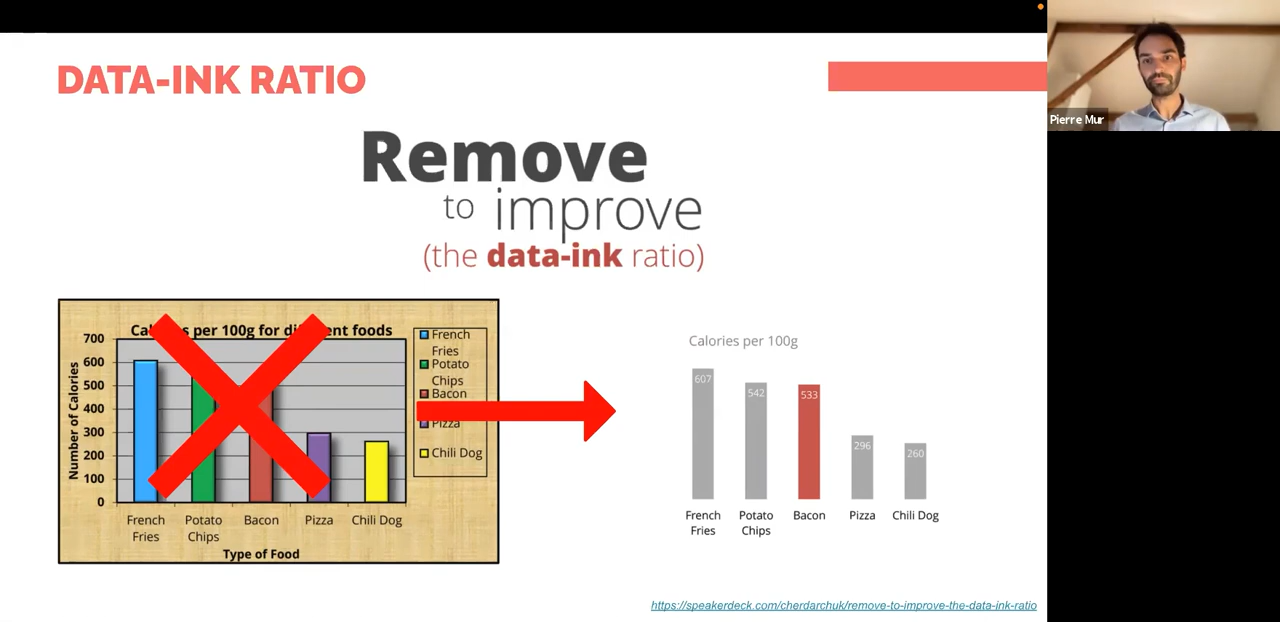 DATA-INK RATIO
Pierre Mur
Remove
to improve
(the data-ink ratio)
Calories per 100g for different foods
700
600
500
400
300
200
100
0
Number of Calories
French
Fries
Potato
Chips
Bacon
Pizza
Chili Dog
French
Fries
Potato
Chips
Bacon
Pizza
Chili Dog
Type of Food
Calories per 100g
607
542
533
296
260
French
Fries
Potato
Chips
Bacon
Pizza
Chili Dog
https://speakerdeck.com/cherdarchuk/remove-to-improve-the-data-ink-ratio